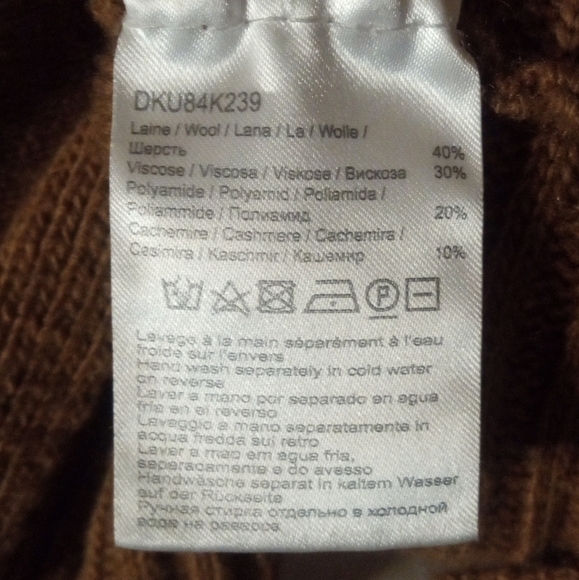 DKU84K239
Laine / Wool / Lana / La / Wolle /
Шерсть 40%
Viscose / Viscosa / Viskose / Вискоза 30%
Polyamide / Polyamid / Poliamida /
Poliammide / Полиамид 20%
Cachemire / Cashmere / Cachemira /
Casimira / Kaschmir / Кашемир 10%
P
Lavage à la main séparément à l'eau
froide sur l'envers
Hand wash separately in cold water
on reverse
Lavar a mano por separado en agua
fría en el reverso
Lavaggio a mano separatamente in
acqua fredda sul retro
Lavar a mão em água fria,
separadamente e do avesso
Handwäsche separat in kaltem Wasser
auf der Rückseite
Ручная стирка отдельно в холодной
воде на реверсе